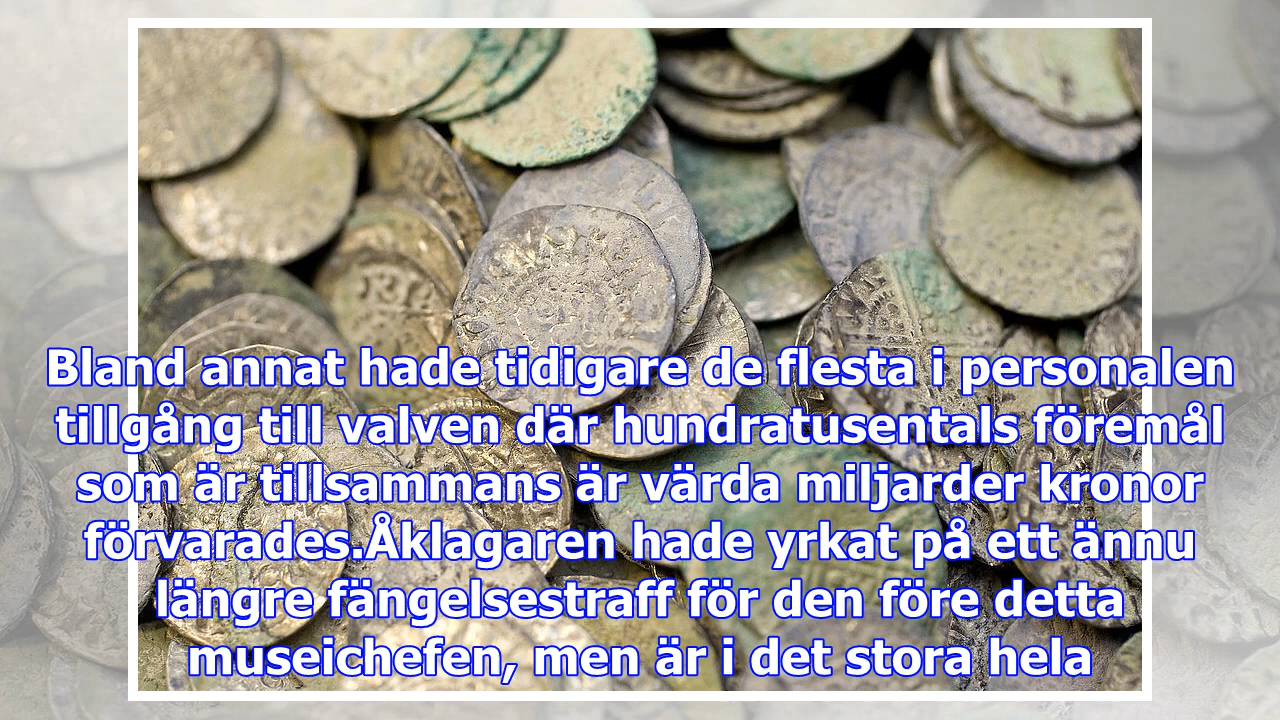 Bland annat hade tidigare de flesta i personalen
tillgång till valven där hundratusentals föremål
som är tillsammans är värda miljarder kronor
förvarades.Åklagaren hade yrkat på ett ännu
längre fängelsestraff för den före detta
museichefen, men är i det stora hela